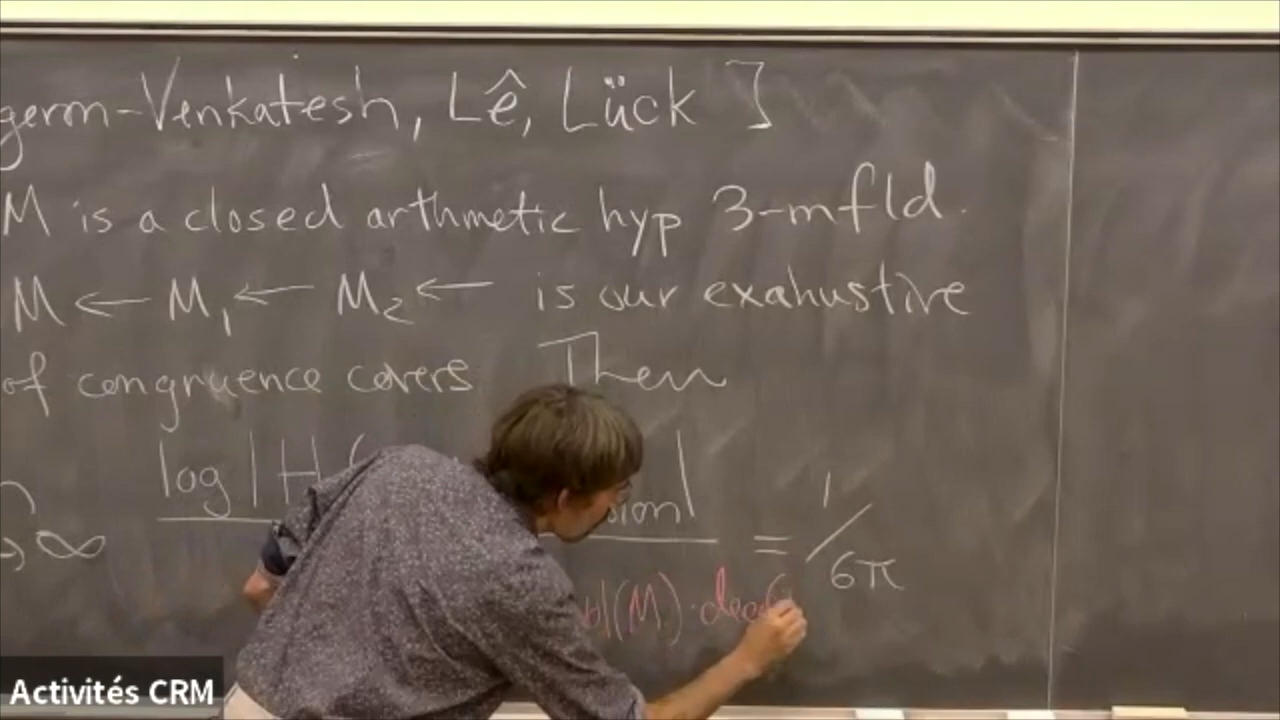 germ-Venkatesh, Lê, Lück ]
M is a closed arthmetic hyp 3-mfld.
M ← M₁ ← M₂ ← is our exahustive
of congruence covers Then
log | H ( sion| = 1/6π
→ ∞
ol(M) · deg(
Activités CRM